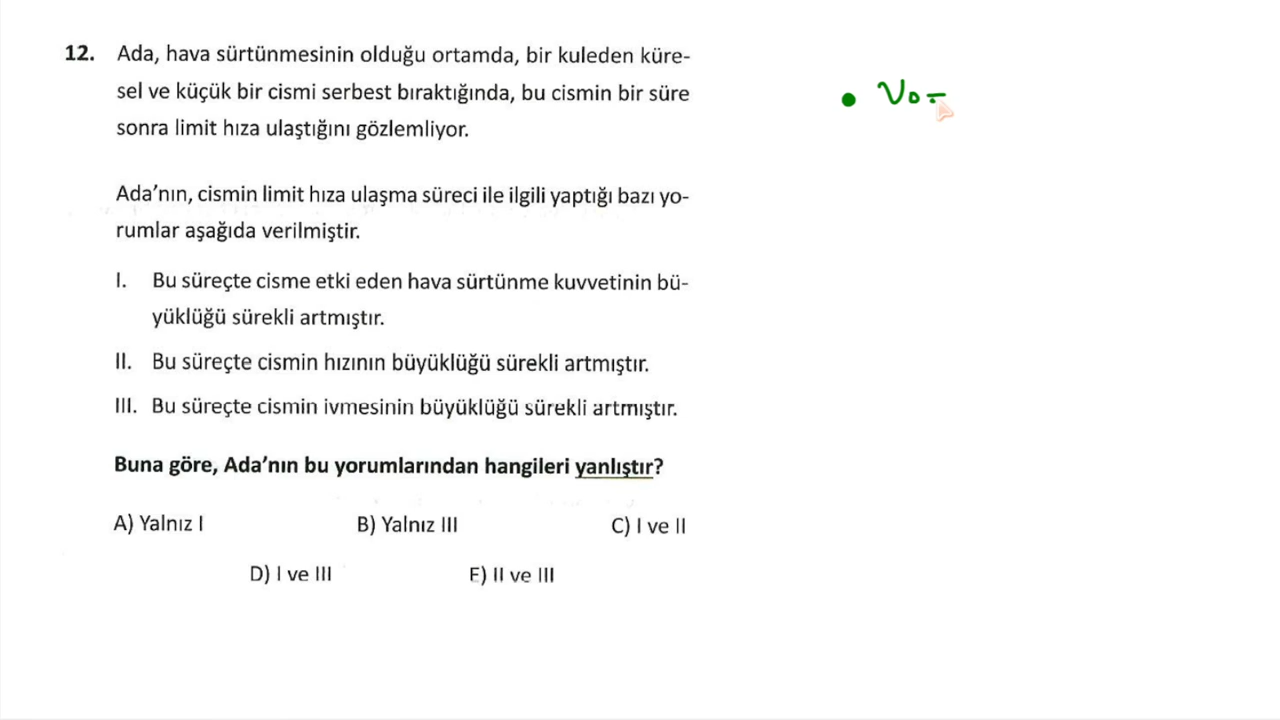 12. Ada, hava sürtünmesinin olduğu ortamda, bir kuleden küre-
sel ve küçük bir cismi serbest bıraktığında, bu cismin bir süre
sonra limit hıza ulaştığını gözlemliyor.
Ada'nın, cismin limit hıza ulaşma süreci ile ilgili yaptığı bazı yo-
rumlar aşağıda verilmiştir.
I. Bu süreçte cisme etki eden hava sürtünme kuvvetinin bü-
yüklüğü sürekli artmıştır.
II. Bu süreçte cismin hızının büyüklüğü sürekli artmıştır.
III. Bu süreçte cismin ivmesinin büyüklüğü sürekli artmıştır.
Buna göre, Ada'nın bu yorumlarından hangileri yanlıştır?
A) Yalnız I B) Yalnız III C) I ve II
D) I ve III E) II ve III
V0=